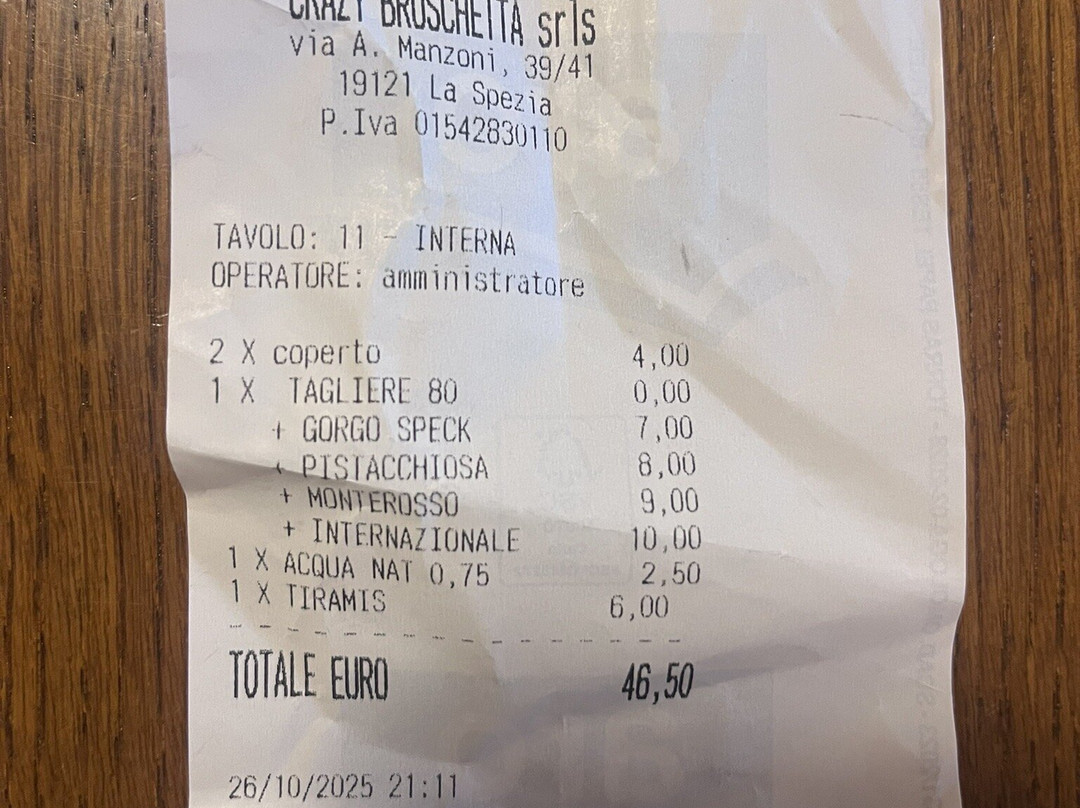 CRAZY BRUSCHETTA srls
via A. Manzoni, 39/41
19121 La Spezia
P.Iva 01542830110
TAVOLO: 11 - INTERNA
OPERATORE: amministratore
2 X coperto 4,00
1 X TAGLIERE 80 0,00
+ GORGO SPECK 7,00
+ PISTACCHIOSA 8,00
+ MONTEROSSO 9,00
+ INTERNAZIONALE 10,00
1 X ACQUA NAT 0,75 2,50
1 X TIRAMIS 6,00
TOTALE EURO 46,50
26/10/2025 21:11